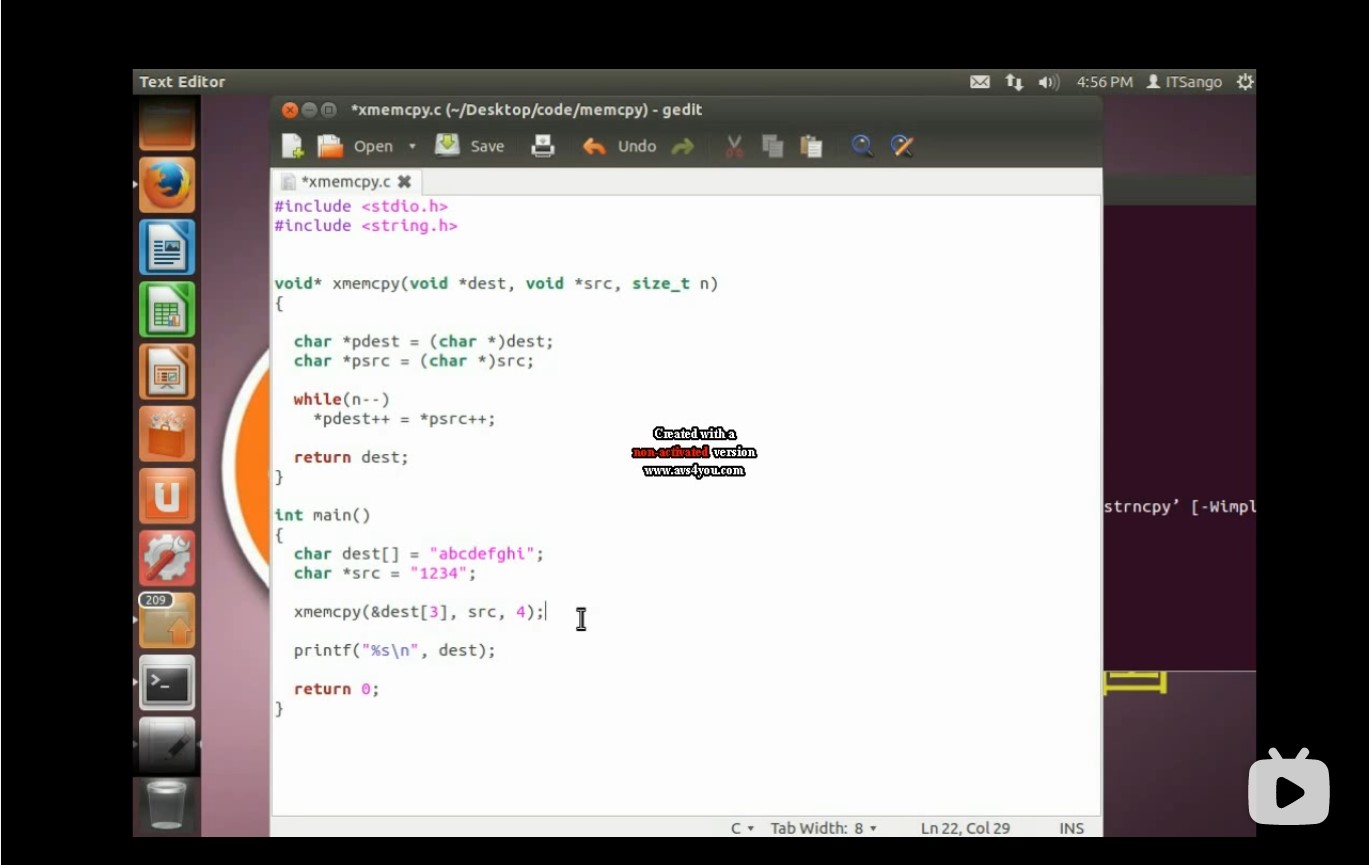 Text Editor
4:56 PM ITSango
*xmemcpy.c (~/Desktop/code/memcpy) - gedit
Open Save Undo
*xmemcpy.c
#include <stdio.h>
#include <string.h>
void* xmemcpy(void *dest, void *src, size_t n)
{
char *pdest = (char *)dest;
char *psrc = (char *)src;
while(n--)
*pdest++ = *psrc++;
return dest;
}
int main()
{
char dest[] = "abcdefghi";
char *src = "1234";
xmemcpy(&dest[3], src, 4);
printf("%s\n", dest);
return 0;
}
Created with a
non-activated version
www.avs4you.com
strncpy’ [-Wimpl
209
C Tab Width: 8 Ln 22, Col 29 INS